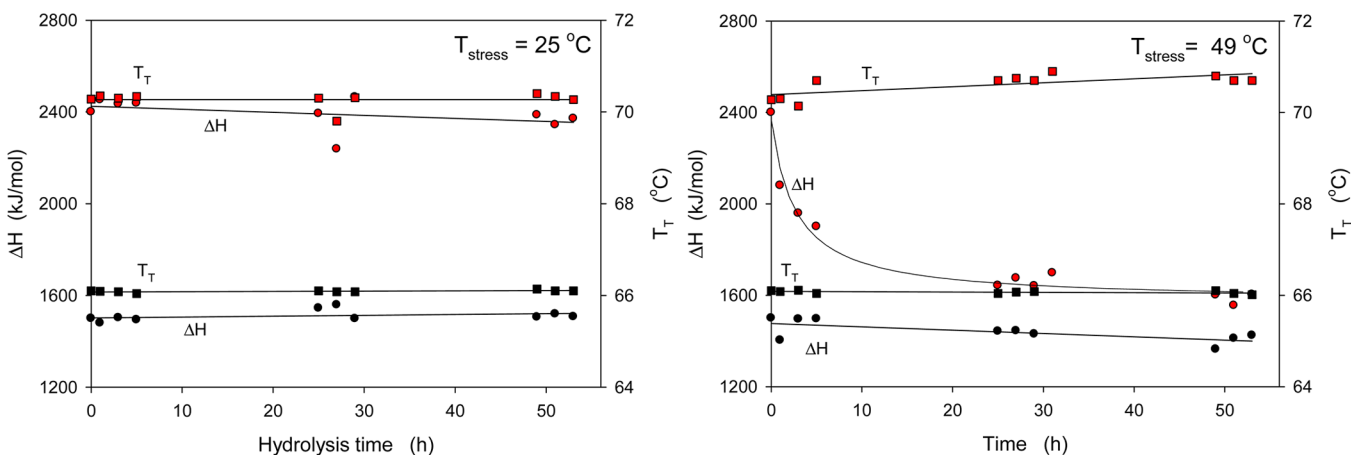 2800
72
T_stress = 25 °C
T_T
2400
70
ΔH
ΔH (kJ/mol)
2000
68
T_T (°C)
T_T
1600
66
ΔH
1200
64
0 10 20 30 40 50
Hydrolysis time (h)
2800
72
T_stress = 49 °C
T_T
2400
70
ΔH (kJ/mol)
2000
ΔH
68
T_T (°C)
T_T
1600
66
ΔH
1200
64
0 10 20 30 40 50
Time (h)